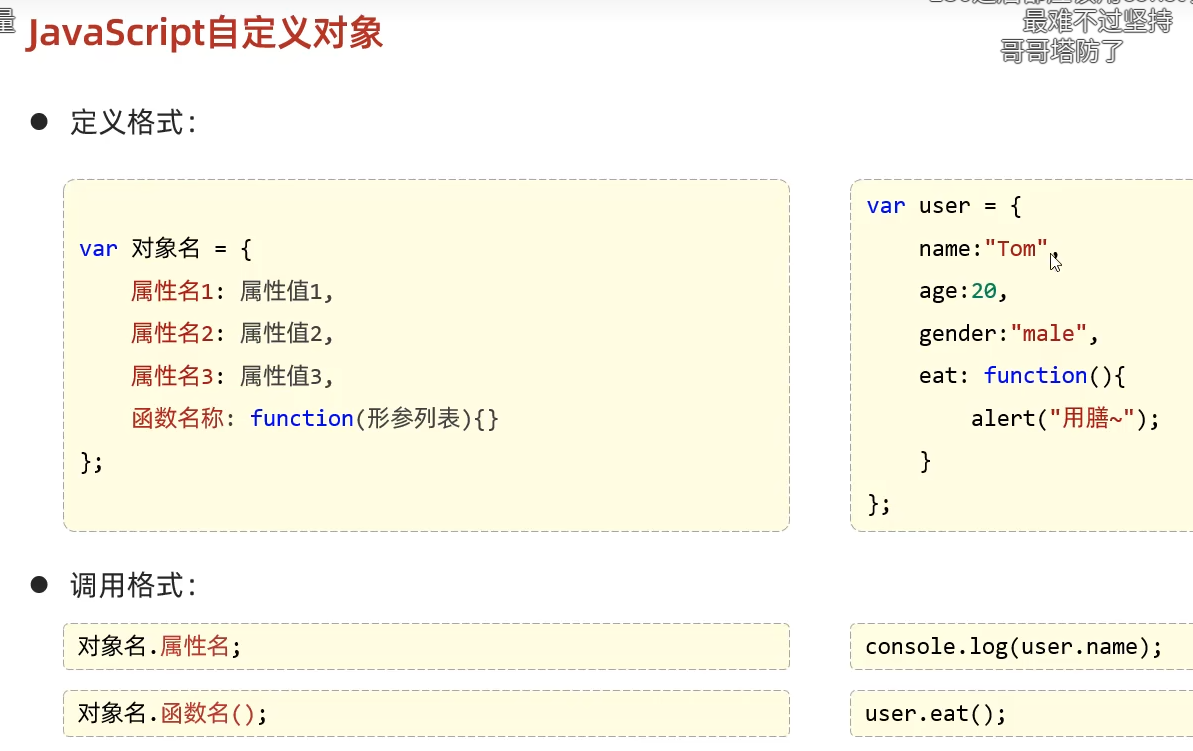 量
JavaScript自定义对象
最难不过坚持
哥哥塔防了
● 定义格式：
var 对象名 = {
属性名1: 属性值1,
属性名2: 属性值2,
属性名3: 属性值3,
函数名称: function(形参列表){}
};
var user = {
name:"Tom",
age:20,
gender:"male",
eat: function(){
alert("用膳~");
}
};
● 调用格式：
对象名.属性名;
console.log(user.name);
对象名.函数名();
user.eat();